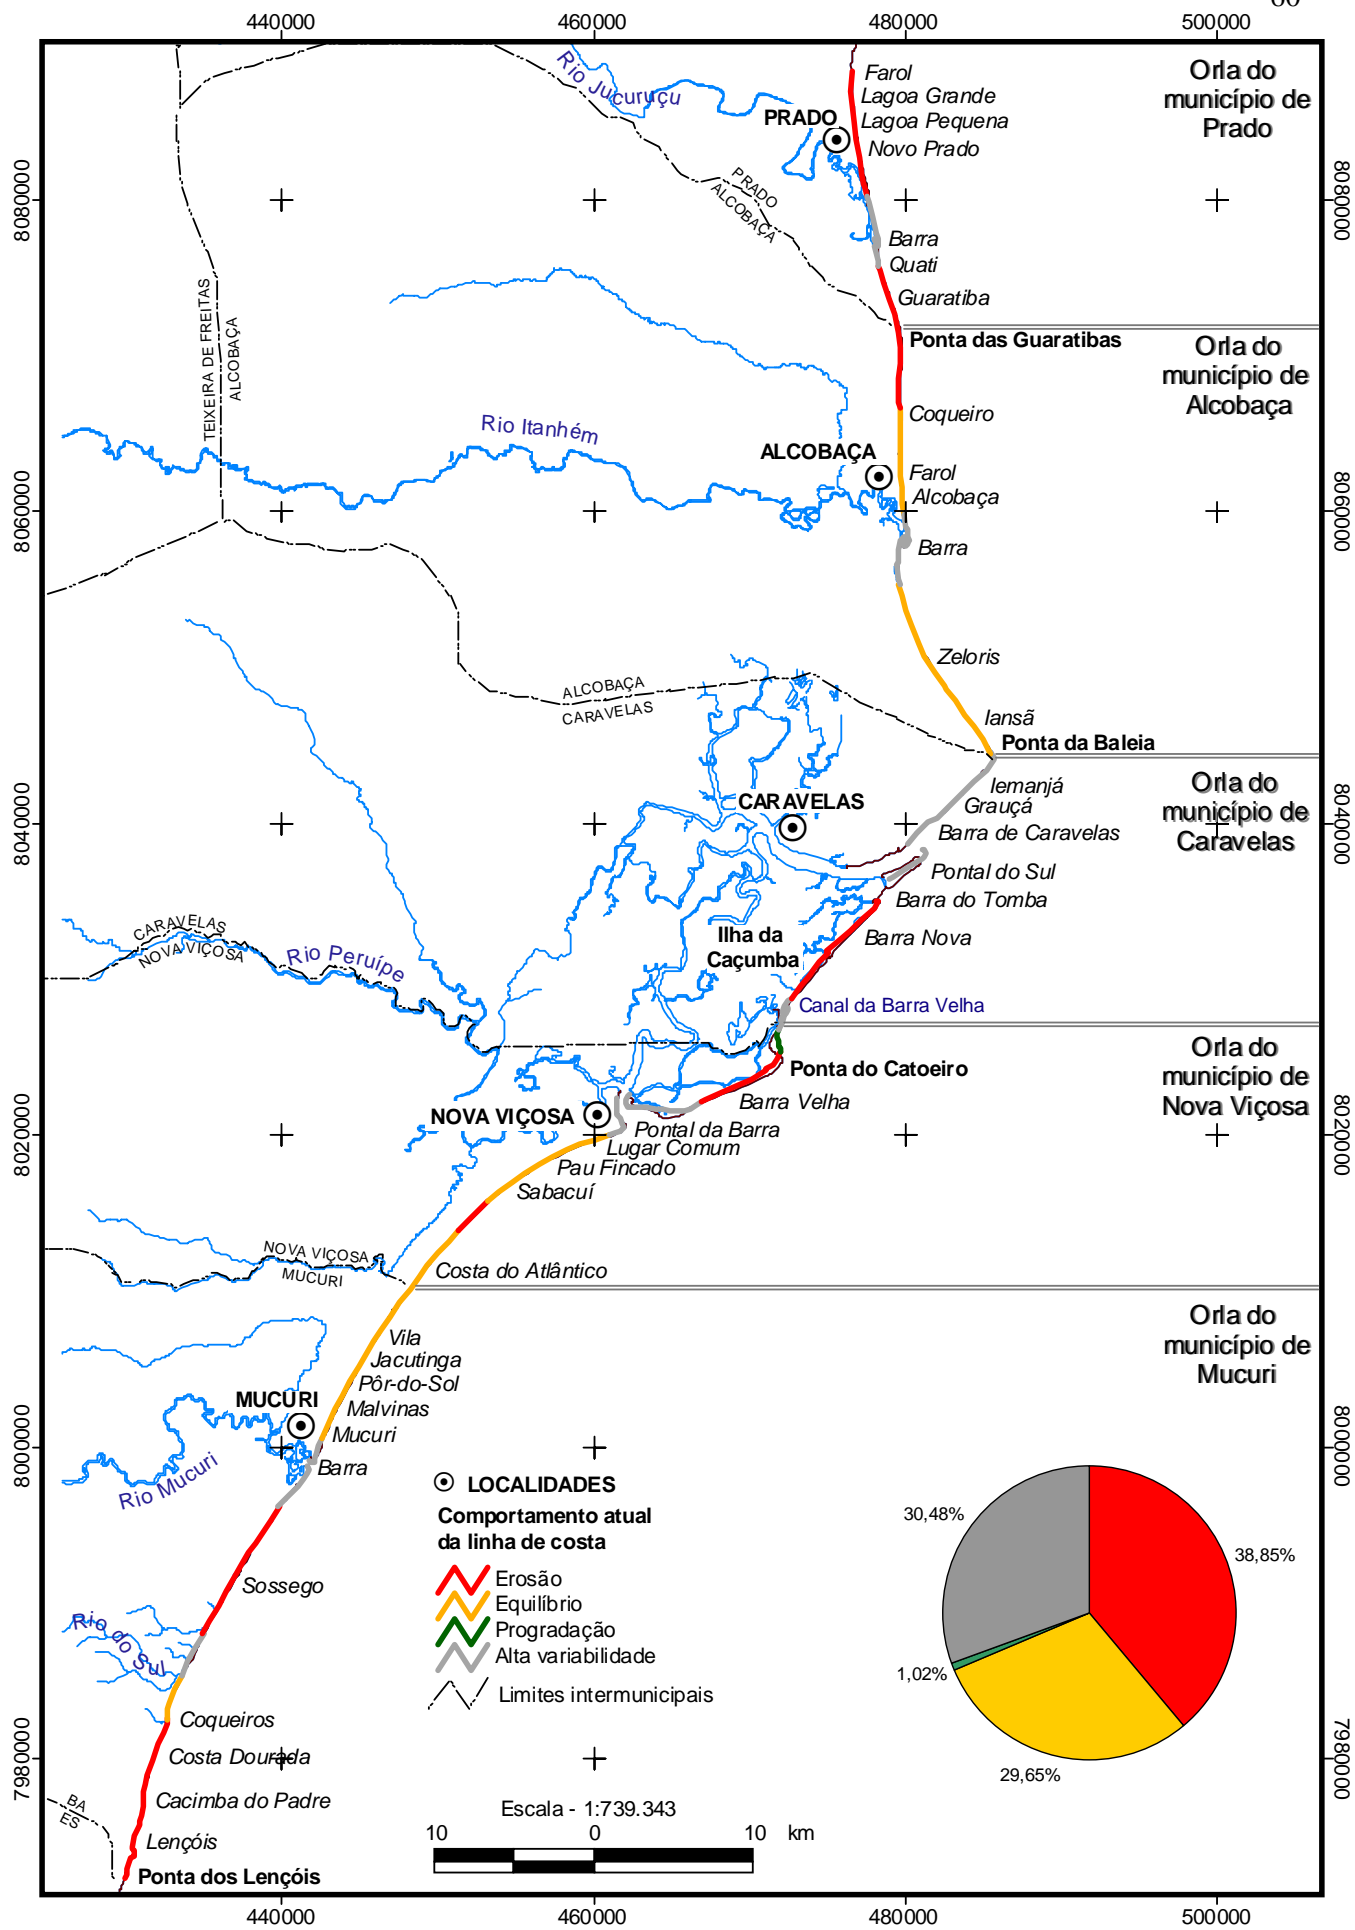 440000
460000
480000
500000
Farol
Lagoa Grande
Lagoa Pequena
Novo Prado
Rio Jucuruçu
PRADO
Orla do
município de
Prado
8080000
8080000
PRADO
ALCOBAÇA
Barra
Quati
Guaratiba
TEIXEIRA DE FREITAS
ALCOBAÇA
Ponta das Guaratibas
Orla do
município de
Alcobaça
Coqueiro
Rio Itanhém
ALCOBAÇA
Farol
Alcobaça
8060000
8060000
Barra
Zeloris
ALCOBAÇA
CARAVELAS
Iansã
Ponta da Baleia
Iemanjá
Grauçá
Orla do
município de
Caravelas
CARAVELAS
8040000
8040000
Barra de Caravelas
Pontal do Sul
Barra do Tomba
Barra Nova
Ilha da
Caçumba
CARAVELAS
NOVA VIÇOSA
Rio Peruípe
Canal da Barra Velha
Orla do
município de
Nova Viçosa
Ponta do Catoeiro
Barra Velha
NOVA VIÇOSA
8020000
8020000
Pontal da Barra
Lugar Comum
Pau Fincado
Sabacuí
NOVA VIÇOSA
MUCURI
Costa do Atlântico
Orla do
município de
Mucuri
Vila
Jacutinga
Pôr-do-Sol
Malvinas
Mucuri
Barra
MUCURI
8000000
8000000
Rio Mucuri
LOCALIDADES
Comportamento atual
da linha de costa
Erosão
Equilíbrio
Progradação
Alta variabilidade
Limites intermunicipais
30,48%
38,85%
1,02%
29,65%
Sossego
Rio do Sul
Coqueiros
7980000
7980000
Costa Dourada
Cacimba do Padre
BA
ES
Lençóis
Ponta dos Lençóis
Escala - 1:739.343
10 0 10 km
440000
460000
480000
500000